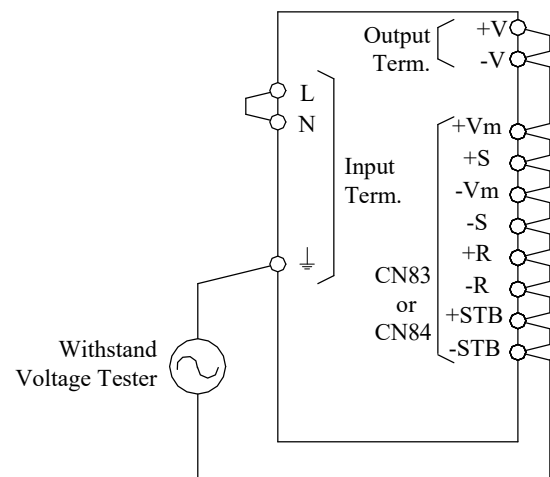 Output
Term.
+V
-V
L
N
Input
Term.
+Vm
+S
-Vm
-S
+R
-R
+STB
-STB
CN83
or
CN84
Withstand
Voltage Tester